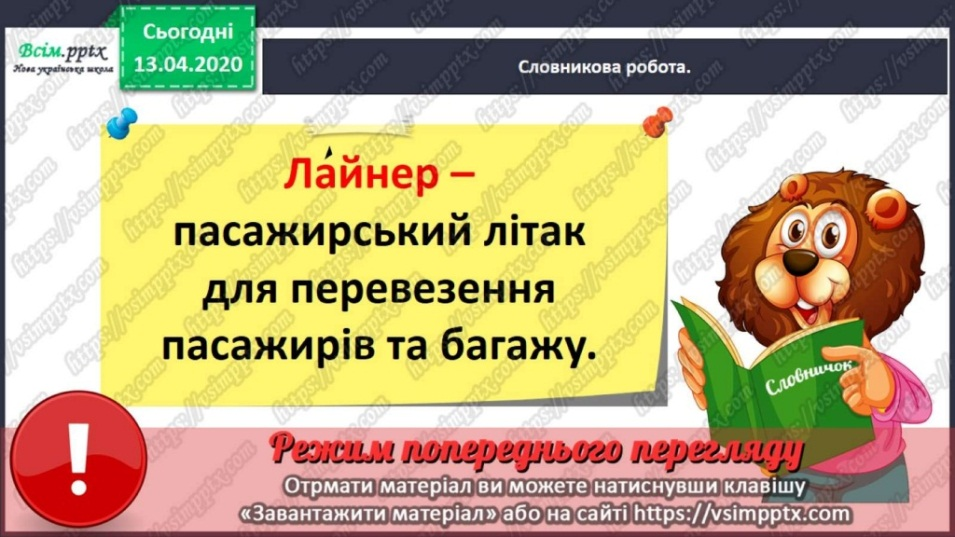 Всім.pptx
Нова українська школа
Сьогодні
13.04.2020
Словникова робота.
Ла́йнер –
пасажирський літак
для перевезення
пасажирів та багажу.
Словничок
Режим попереднього перегляду
Отрмати матеріал ви можете натиснувши клавішу
«Завантажити матеріал» або на сайті https://vsimpptx.com